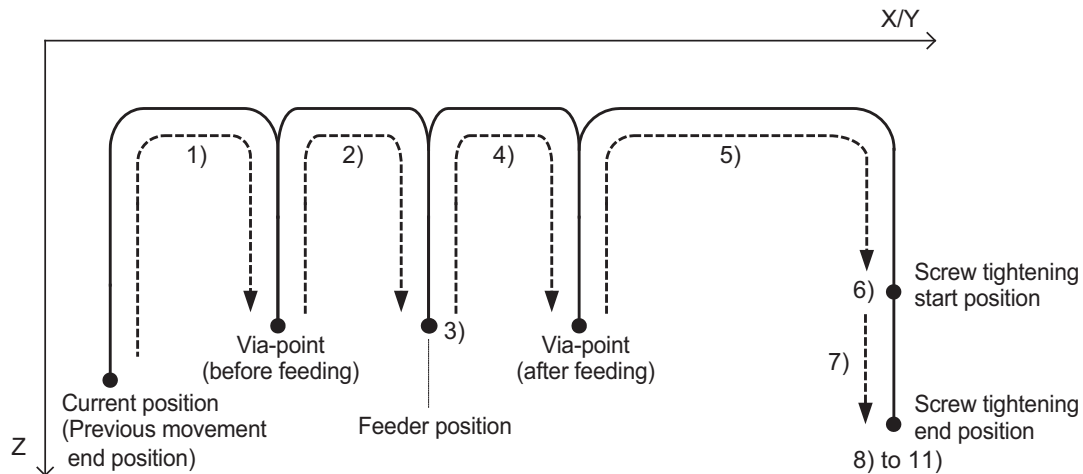 X/Y
1)
2)
4)
5)
3)
6)
Screw tightening
start position
Via-point
(before feeding)
Via-point
(after feeding)
7)
Current position
(Previous movement
end position)
Feeder position
Screw tightening
end position
8) to 11)
Z